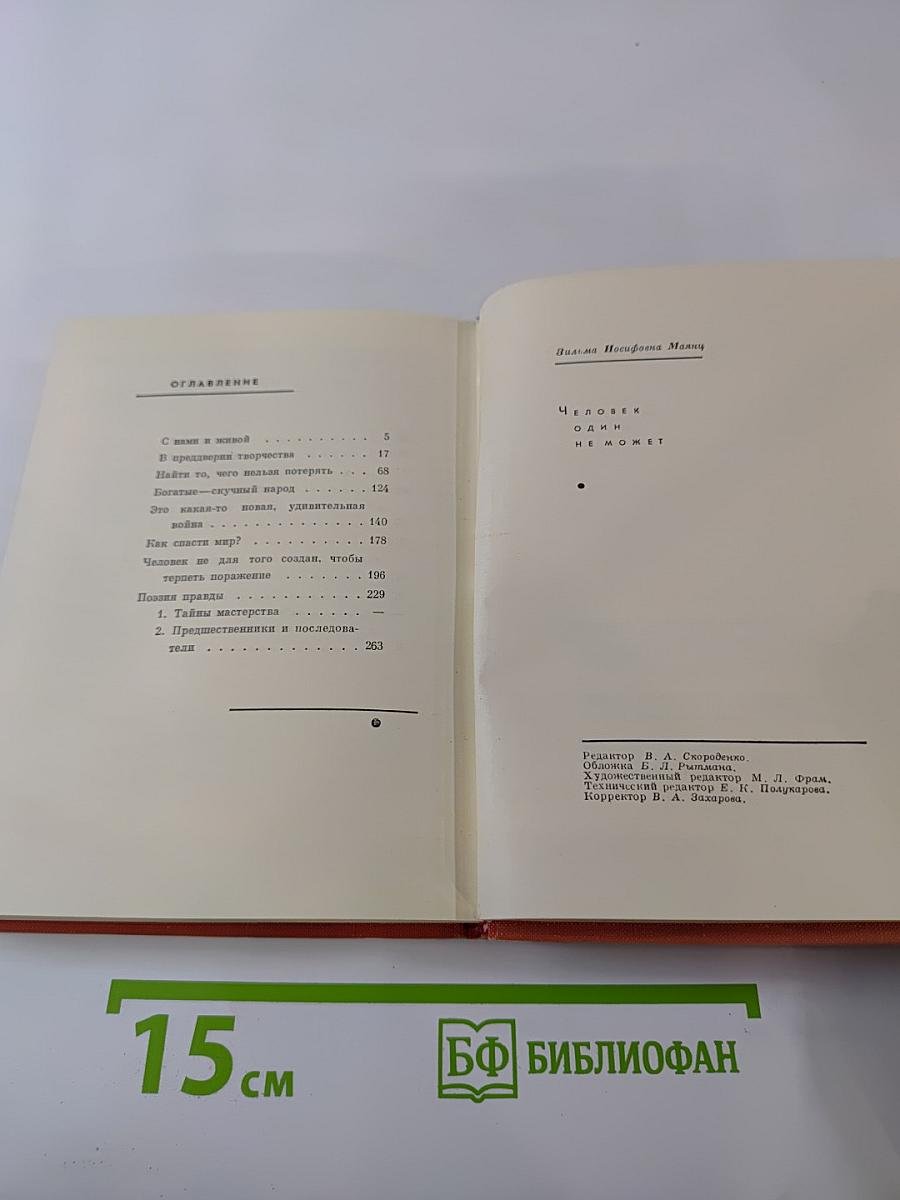 ОГЛАВЛЕНИЕ
С нами и живой . . . . . . . . . . 5
В преддверии творчества . . . . . . 17
Найти то, чего нельзя потерять . . . 68
Богатые—скучный народ . . . . . . 124
Это какая-то новая, удивительная
война . . . . . . . . . . . . . 140
Как спасти мир? . . . . . . . . . . 178
Человек не для того создан, чтобы
терпеть поражение . . . . . . . 196
Поэзия правды . . . . . . . . . . . 229
1. Тайны мастерства . . . . . . —
2. Предшественники и последова-
тели . . . . . . . . . . . . . 263
Зильма Иосифовна Маянц
ЧЕЛОВЕК
ОДИН
НЕ МОЖЕТ
Редактор В. А. Скороденко.
Обложка Б. Л. Рытмана.
Художественный редактор М. Л. Фрам.
Технический редактор Е. К. Полукарова.
Корректор В. А. Захарова.
15 см
БФ БИБЛИОФАН